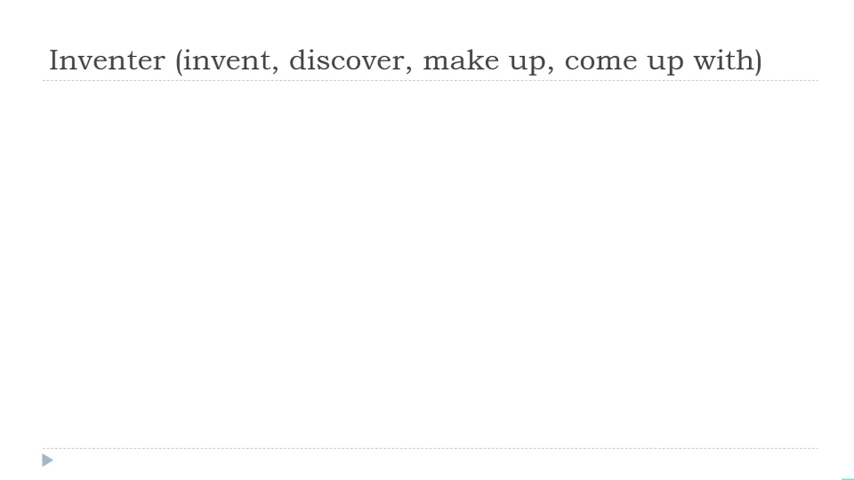 Inventer (invent, discover, make up, come up with)